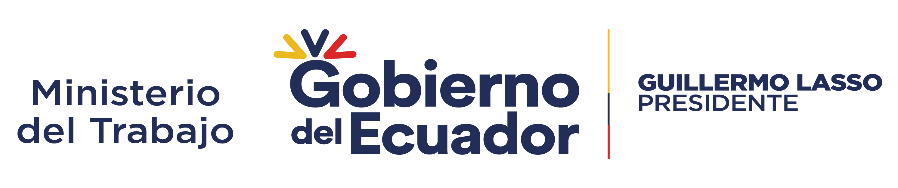 Ministerio
del Trabajo
Gobierno
del Ecuador
GUILLERMO LASSO
PRESIDENTE